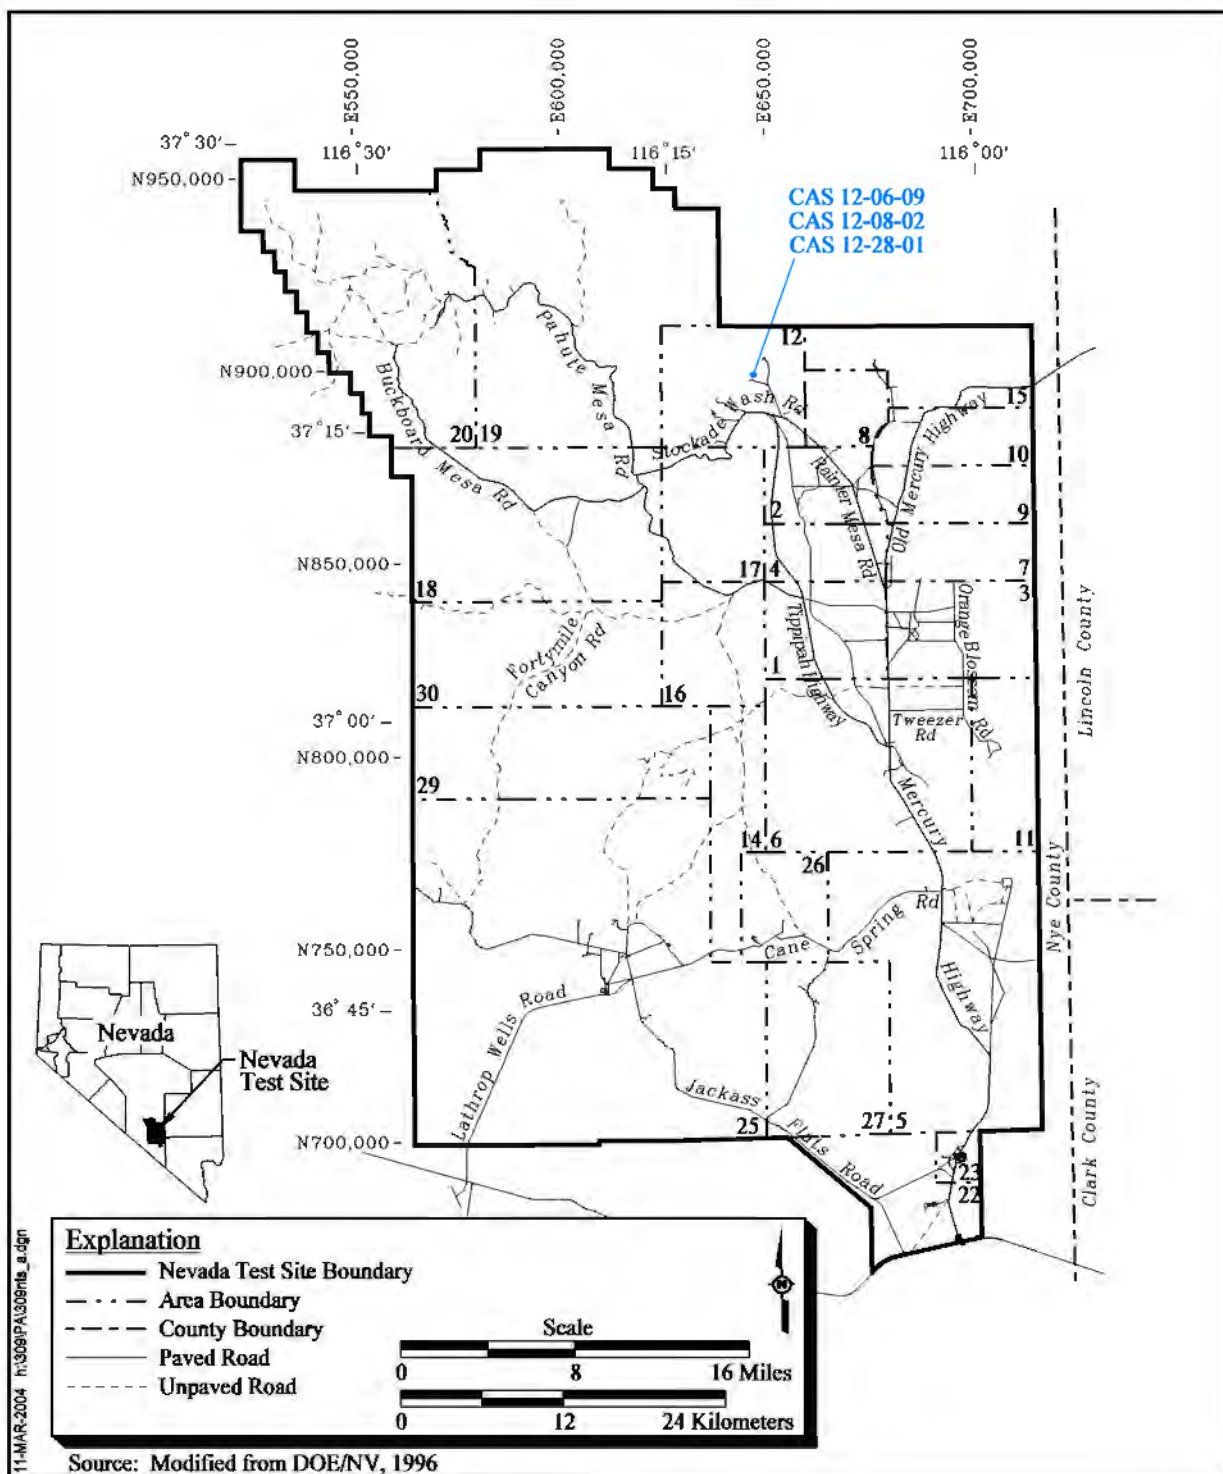 E550,000
E600,000
E650,000
E700,000
37° 30'
116° 30'
116° 15'
116° 00'
N950,000
CAS 12-06-09
CAS 12-08-02
CAS 12-28-01
12
N900,000
Pahute Mesa Rd
Buckboard Mesa Rd
Stockade Wash Rd
15
37° 15'
20
19
8
Old Mercury Highway
10
Rainier Mesa Rd
2
9
N850,000
17
4
7
18
3
Orange Blossom Rd
Tippipah Highway
Fortymile
Canyon Rd
Lincoln County
1
30
16
37° 00'
Tweezer
Rd
N800,000
29
Mercury
14
6
11
26
Nye County
Cane Spring Rd
N750,000
Highway
36° 45'
Lathrop Wells Road
Nevada
Nevada
Test Site
Jackass Flats Road
25
27
5
N700,000
Clark County
23
22
Explanation
Nevada Test Site Boundary
Area Boundary
County Boundary
Paved Road
Unpaved Road
Scale
0 8 16 Miles
0 12 24 Kilometers
N
11-MAR-2004 h:\309\PA\309nts_a.dgn
Source: Modified from DOE/NV, 1996